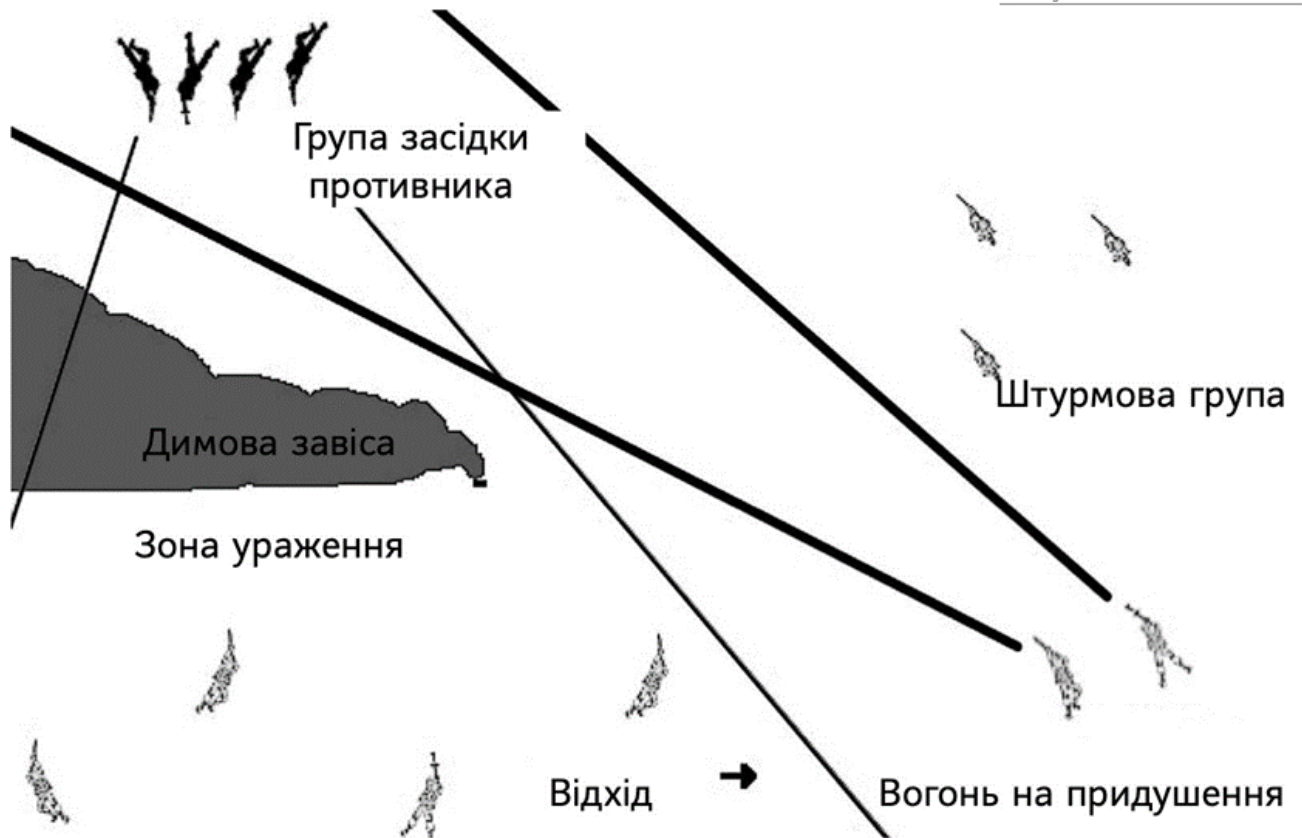 Група засідки
противника
Штурмова група
Димова завіса
Зона ураження
Відхід
Вогонь на придушення